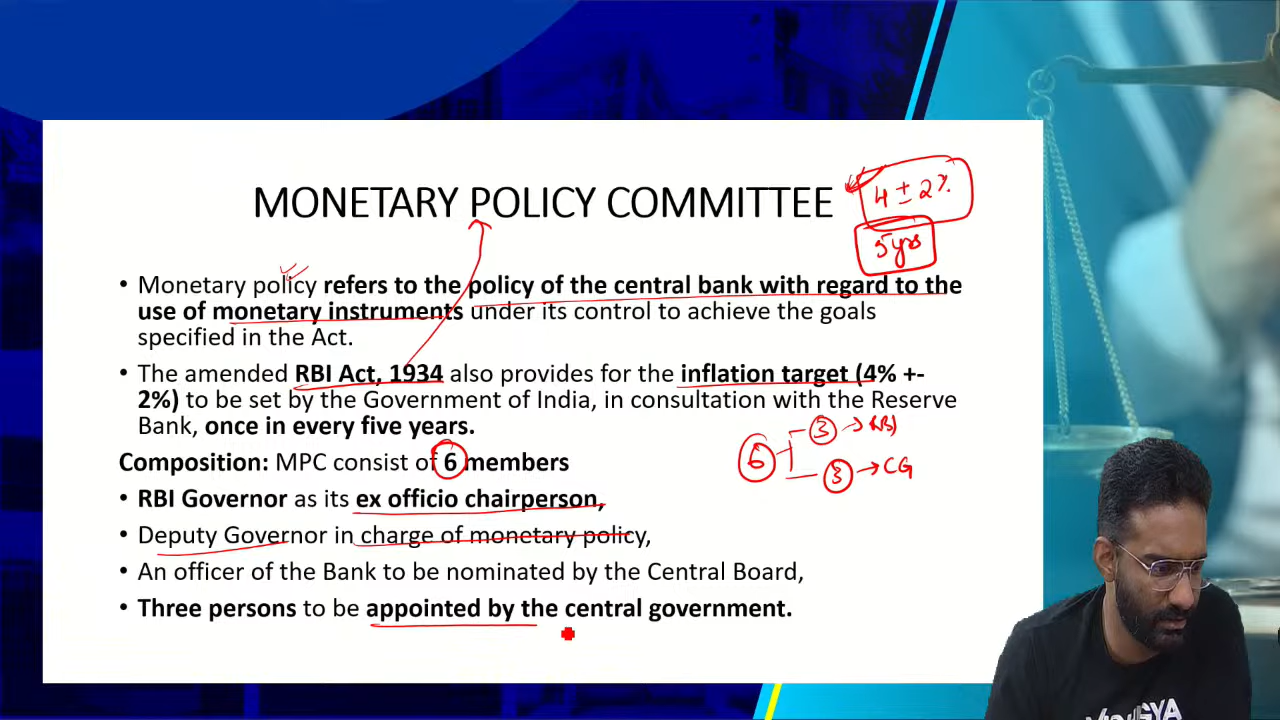 MONETARY POLICY COMMITTEE
4 ± 2%
5 yrs
• Monetary policy refers to the policy of the central bank with regard to the
use of monetary instruments under its control to achieve the goals
specified in the Act.
• The amended RBI Act, 1934 also provides for the inflation target (4% +-
2%) to be set by the Government of India, in consultation with the Reserve
Bank, once in every five years.
3 → RBI
6
3 → CG
Composition: MPC consist of 6 members
• RBI Governor as its ex officio chairperson,
• Deputy Governor in charge of monetary policy,
• An officer of the Bank to be nominated by the Central Board,
• Three persons to be appointed by the central government.